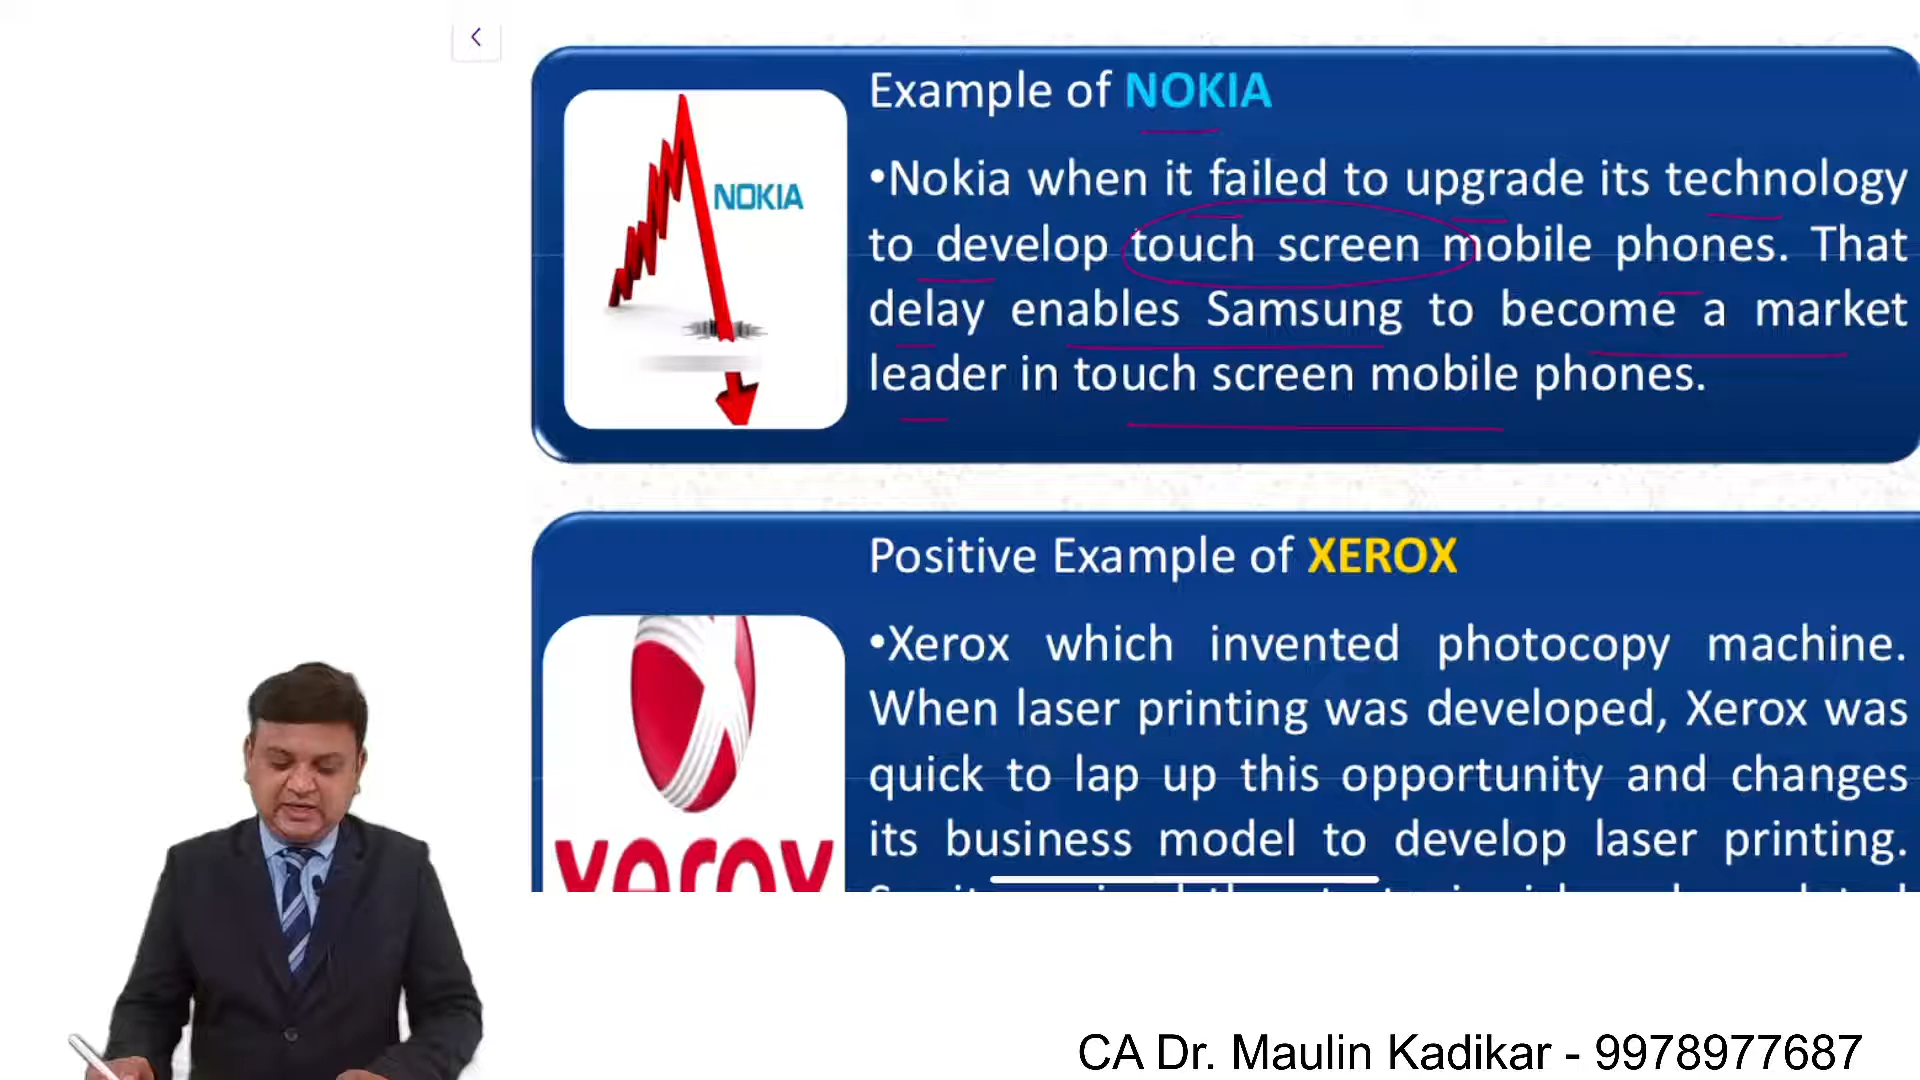 Example of NOKIA
NOKIA
•Nokia when it failed to upgrade its technology
to develop touch screen mobile phones. That
delay enables Samsung to become a market
leader in touch screen mobile phones.
Positive Example of XEROX
•Xerox which invented photocopy machine.
When laser printing was developed, Xerox was
quick to lap up this opportunity and changes
its business model to develop laser printing.
xerox
CA Dr. Maulin Kadikar - 9978977687